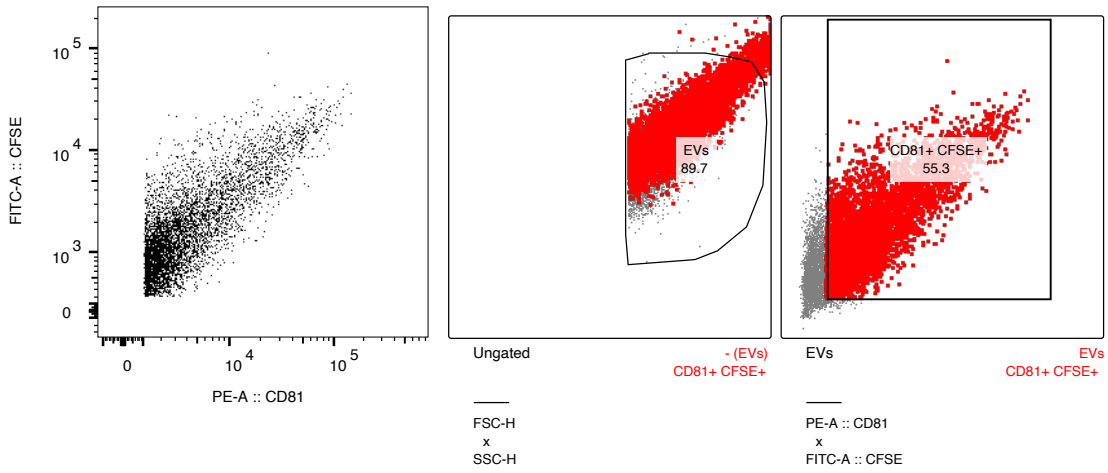 10^5
10^4
10^3
0
FITC-A :: CFSE
0
10^4
10^5
PE-A :: CD81
EVs
89.7
Ungated
- (EVs)
CD81+ CFSE+
FSC-H
x
SSC-H
CD81+ CFSE+
55.3
EVs
EVs
CD81+ CFSE+
PE-A :: CD81
x
FITC-A :: CFSE